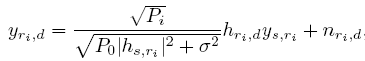 $y_{r_i,d} = \frac{\sqrt{P_i}}{\sqrt{P_0|h_{s,r_i}|^2 + \sigma^2}} h_{r_i,d} y_{s,r_i} + n_{r_i,d},$